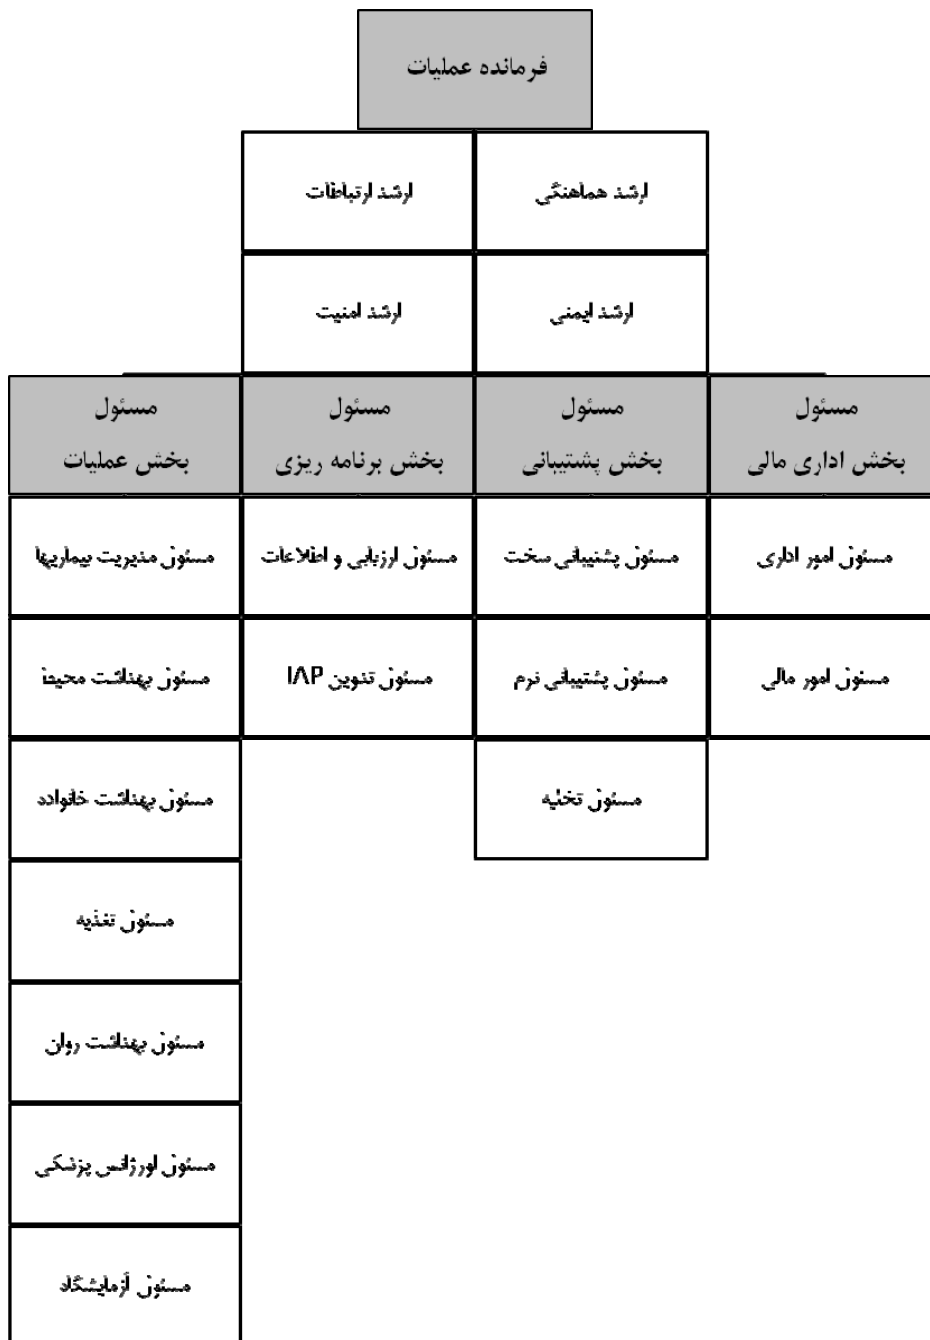 فرمانده عملیات
ارشد هماهنگی
ارشد ارتباطات
ارشد ایمنی
ارشد امنیت
مسئول
بخش اداری مالی
مسئول
بخش پشتیبانی
مسئول
بخش برنامه ریزی
مسئول
بخش عملیات
مسئول امور اداری
مسئول پشتیبانی سخت
مسئول ارزیابی و اطلاعات
مسئول مدیریت بیماریها
مسئول امور مالی
مسئول پشتیبانی نرم
مسئول تدوین IAP
مسئول بهداشت محیط
مسئول تخلیه
مسئول بهداشت خانواده
مسئول تغذیه
مسئول بهداشت روان
مسئول اورژانس پزشکی
مسئول آزمایشگاه